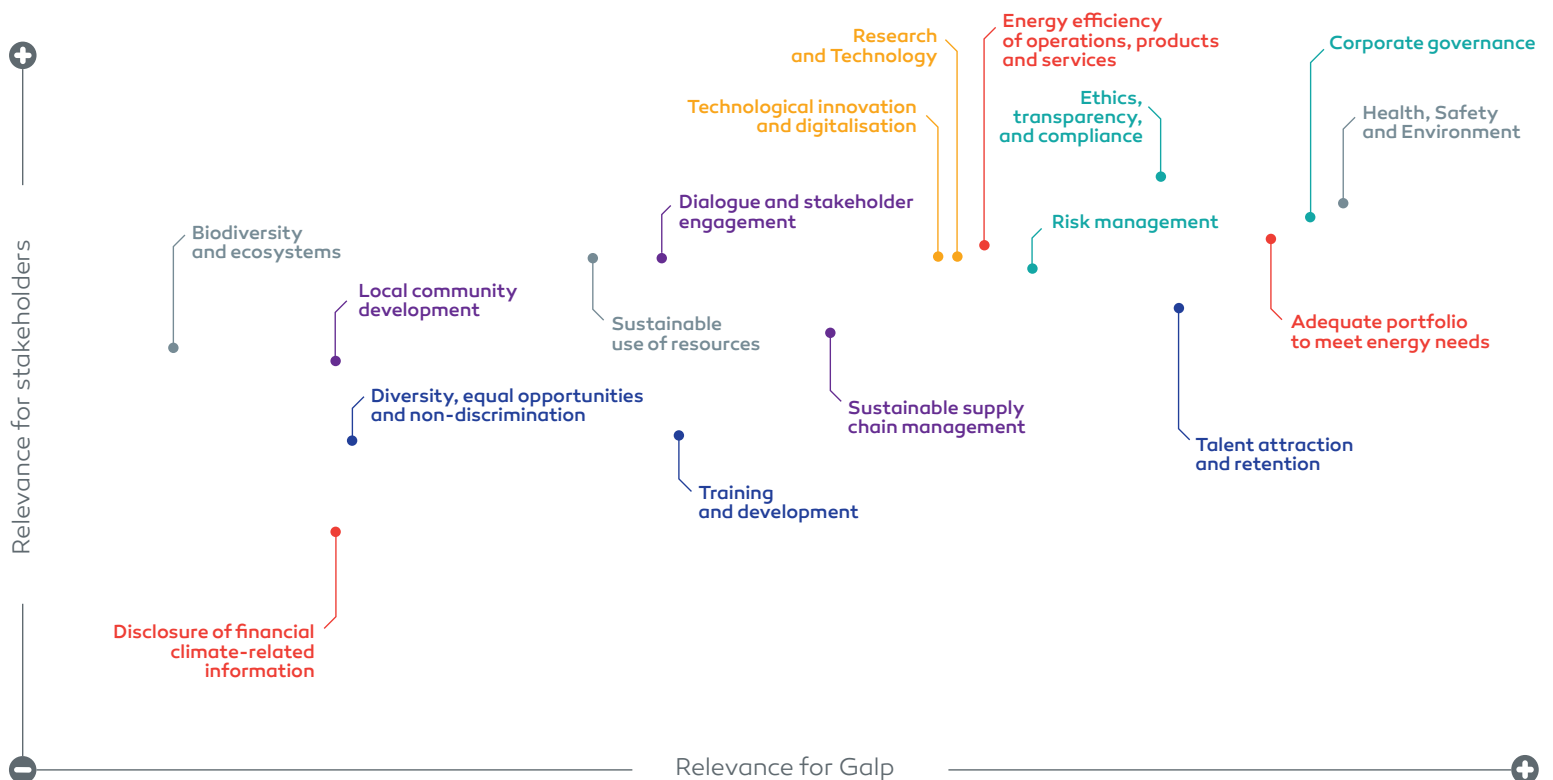 Research
and Technology
Energy efficiency
of operations, products
and services
Corporate governance
Technological innovation
and digitalisation
Ethics,
transparency,
and compliance
Health, Safety
and Environment
Dialogue and stakeholder
engagement
Risk management
Biodiversity
and ecosystems
Local community
development
Sustainable
use of resources
Adequate portfolio
to meet energy needs
Diversity, equal opportunities
and non-discrimination
Sustainable supply
chain management
Talent attraction
and retention
Training
and development
Disclosure of financial
climate-related
information
Relevance for stakeholders
Relevance for Galp